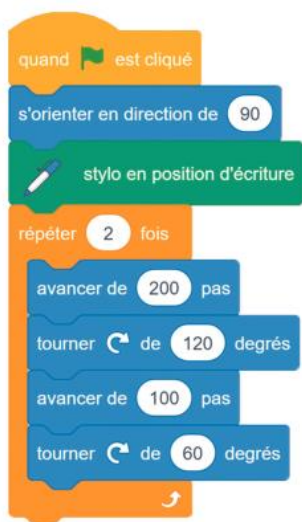 quand est cliqué
s'orienter en direction de 90
stylo en position d'écriture
répéter 2 fois
avancer de 200 pas
tourner de 120 degrés
avancer de 100 pas
tourner de 60 degrés